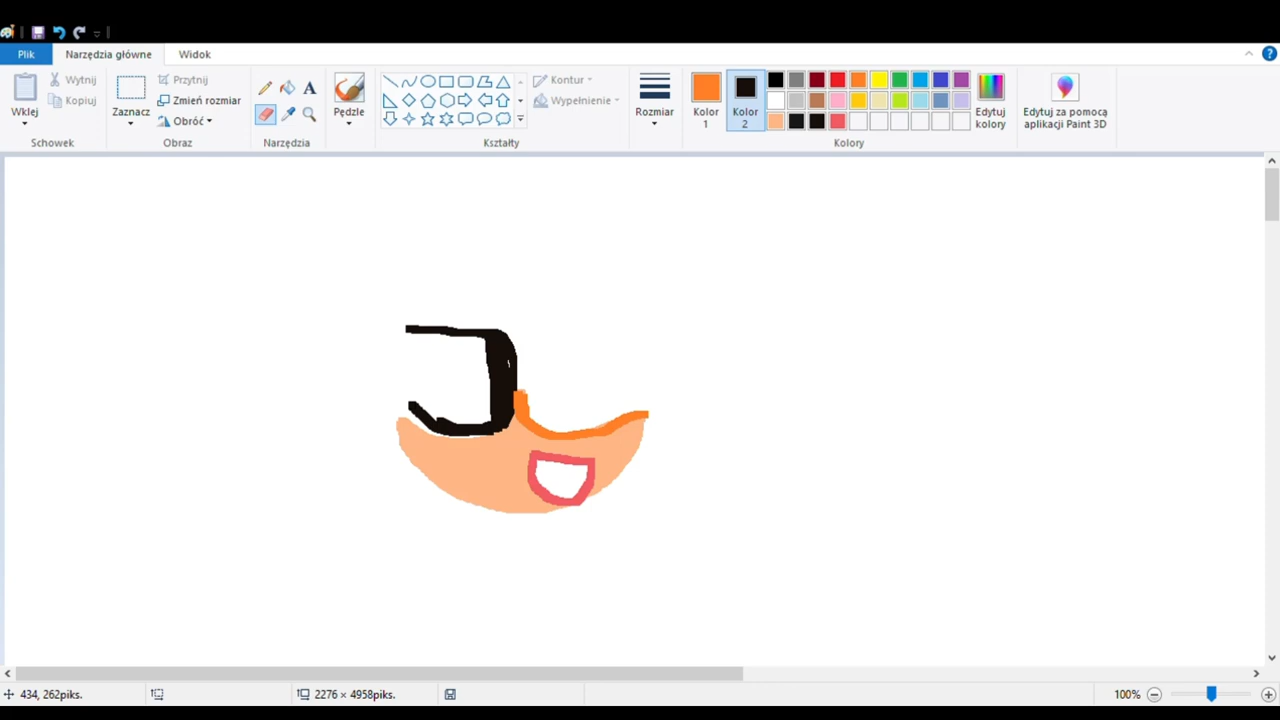 Plik Narzędzia główne Widok
Wklej Wytnij Kopiuj
Zaznacz Przytnij Zmień rozmiar Obróć
A
Pędzle
Kontur Wypełnienie
Rozmiar
Kolor 1
Kolor 2
Edytuj kolory
Edytuj za pomocą aplikacji Paint 3D
Schowek Obraz Narzędzia Kształty Kolory
434, 262piks. 2276 × 4958piks. 100%